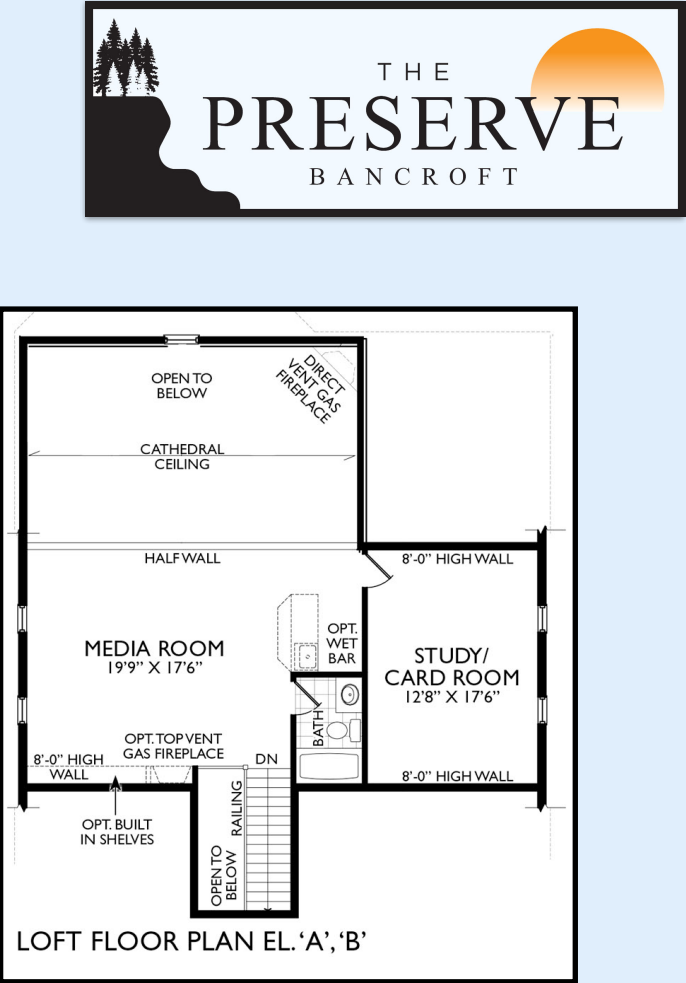 THE
PRESERVE
BANCROFT
DIRECT
VENT GAS
FIREPLACE
OPEN TO
BELOW
CATHEDRAL
CEILING
HALF WALL
8'-0" HIGH WALL
OPT.
WET
BAR
MEDIA ROOM
19'9" X 17'6"
STUDY/
CARD ROOM
12'8" X 17'6"
BATH
OPT. TOP VENT
GAS FIREPLACE
8'-0" HIGH
WALL
DN
8'-0" HIGH WALL
OPT. BUILT
IN SHELVES
RAILING
OPEN TO
BELOW
LOFT FLOOR PLAN EL. ‘A’, ‘B’